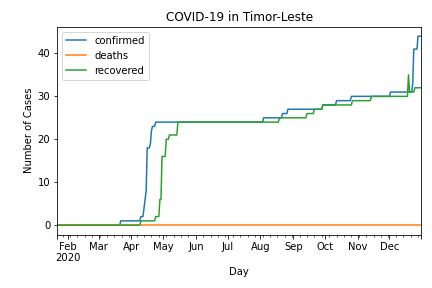 COVID-19 in Timor-Leste
confirmed
deaths
recovered
Number of Cases
40
30
20
10
0
Feb Mar Apr May Jun Jul Aug Sep Oct Nov Dec
2020
Day